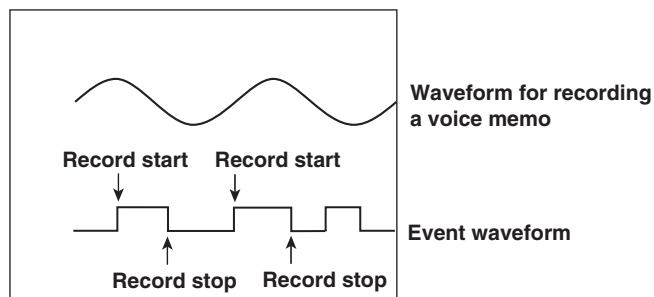 Waveform for recording
a voice memo
Record start Record start
Event waveform
Record stop Record stop